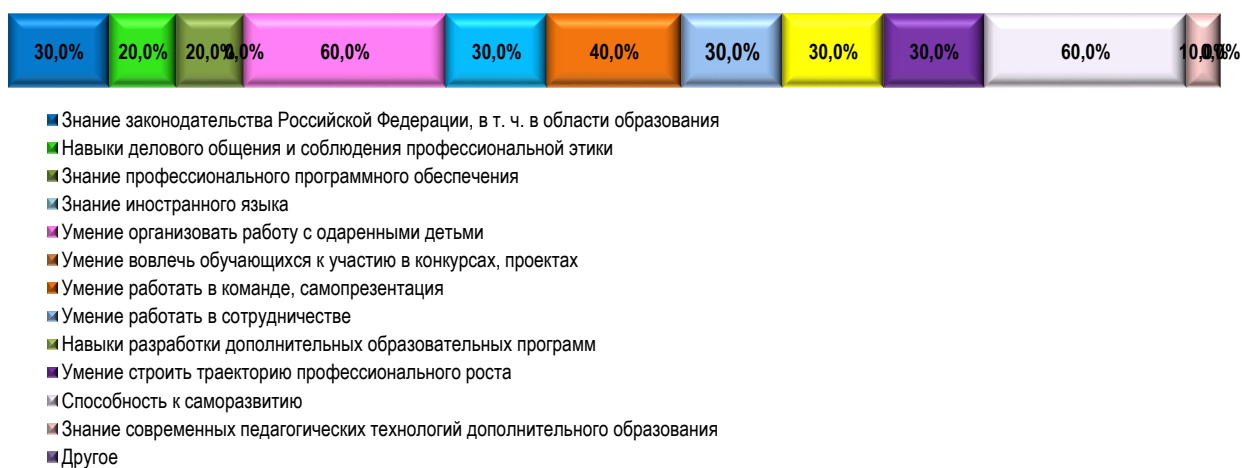 30,0% 20,0% 20,0% 0,0% 60,0% 30,0% 40,0% 30,0% 30,0% 30,0% 60,0% 10,0% 0,0%
Знание законодательства Российской Федерации, в т. ч. в области образования
Навыки делового общения и соблюдения профессиональной этики
Знание профессионального программного обеспечения
Знание иностранного языка
Умение организовать работу с одаренными детьми
Умение вовлечь обучающихся к участию в конкурсах, проектах
Умение работать в команде, самопрезентация
Умение работать в сотрудничестве
Навыки разработки дополнительных образовательных программ
Умение строить траекторию профессионального роста
Способность к саморазвитию
Знание современных педагогических технологий дополнительного образования
Другое